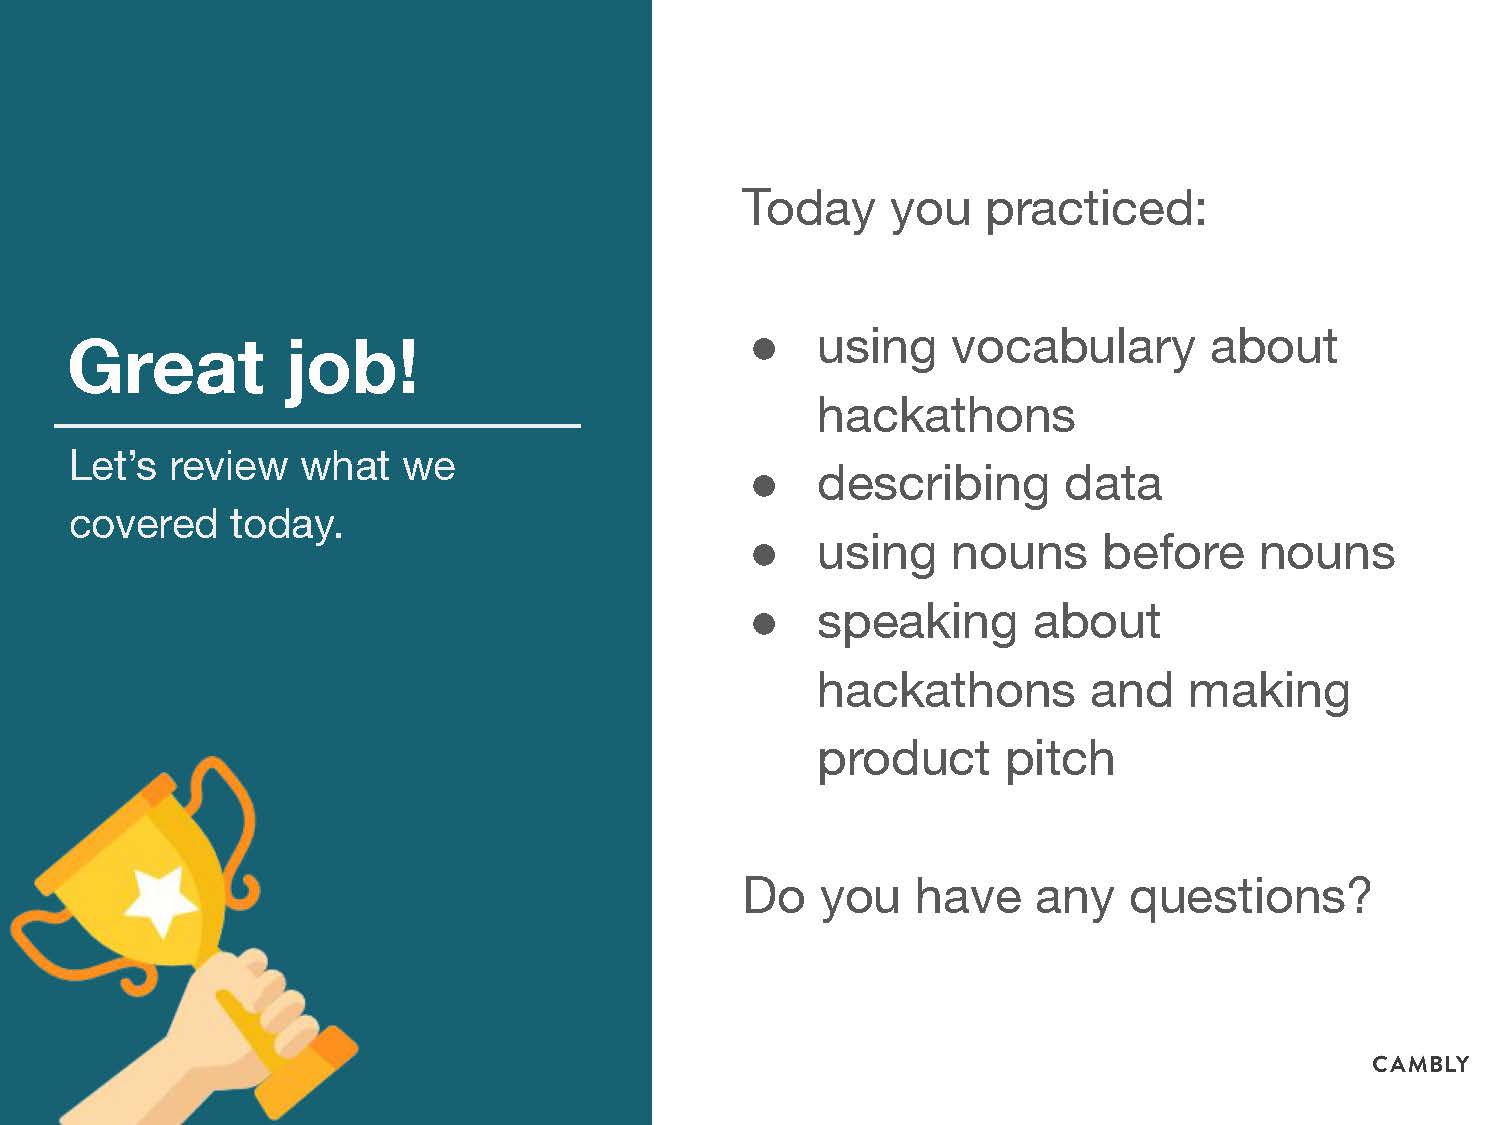 Great job!
Let's review what we
covered today.
Today you practiced:
● using vocabulary about
hackathons
● describing data
● using nouns before nouns
● speaking about
hackathons and making
product pitch
Do you have any questions?
CAMBLY